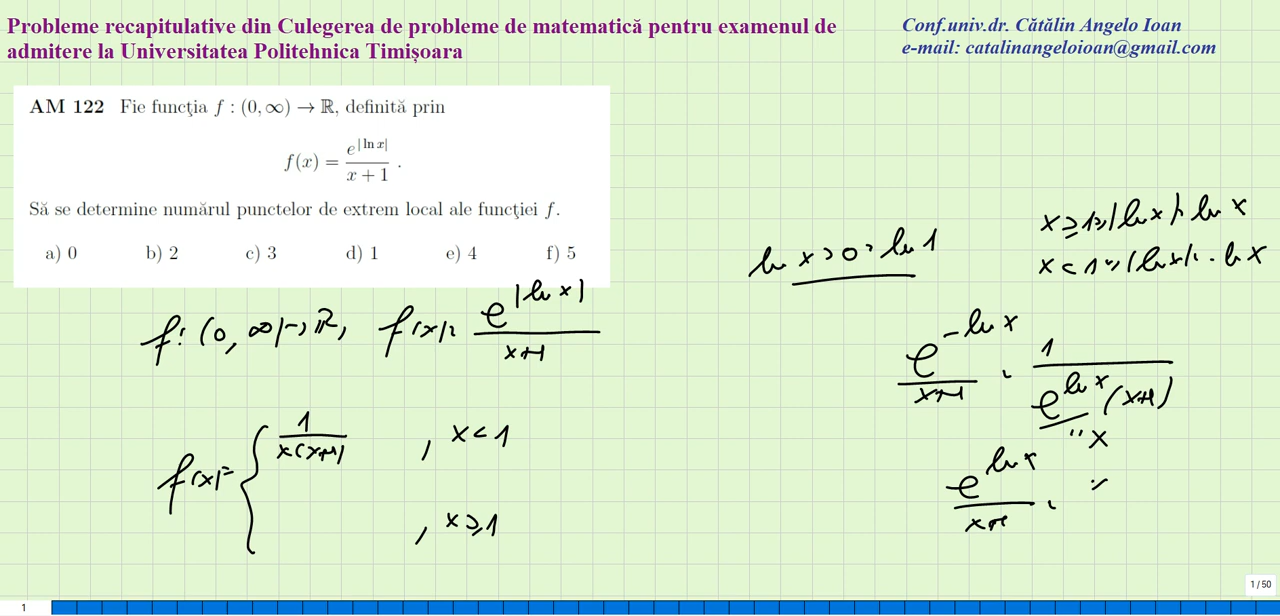 Probleme recapitulative din Culegerea de probleme de matematică pentru examenul de
admitere la Universitatea Politehnica Timișoara
Conf.univ.dr. Cătălin Angelo Ioan
e-mail: catalinangeloioan@gmail.com
AM 122 Fie funcţia f : (0, ∞) → ℝ, definită prin
f(x) = e^{|ln x|} / (x + 1) .
Să se determine numărul punctelor de extrem local ale funcţiei f.
a) 0 b) 2 c) 3 d) 1 e) 4 f) 5
ln x > 0 = ln 1
x ≥ 1 ⇒ |ln x| = ln x
x < 1 ⇒ |ln x| = - ln x
f: (0, ∞) → ℝ, f(x) = e^{|ln x|} / (x+1)
e^{-ln x} / (x+1) = 1 / (e^{ln x} (x+1))
" x
f(x) = { 1 / (x(x+1)) , x < 1
, x ≥ 1
e^{ln x} / (x+1) =
1 / 50
1